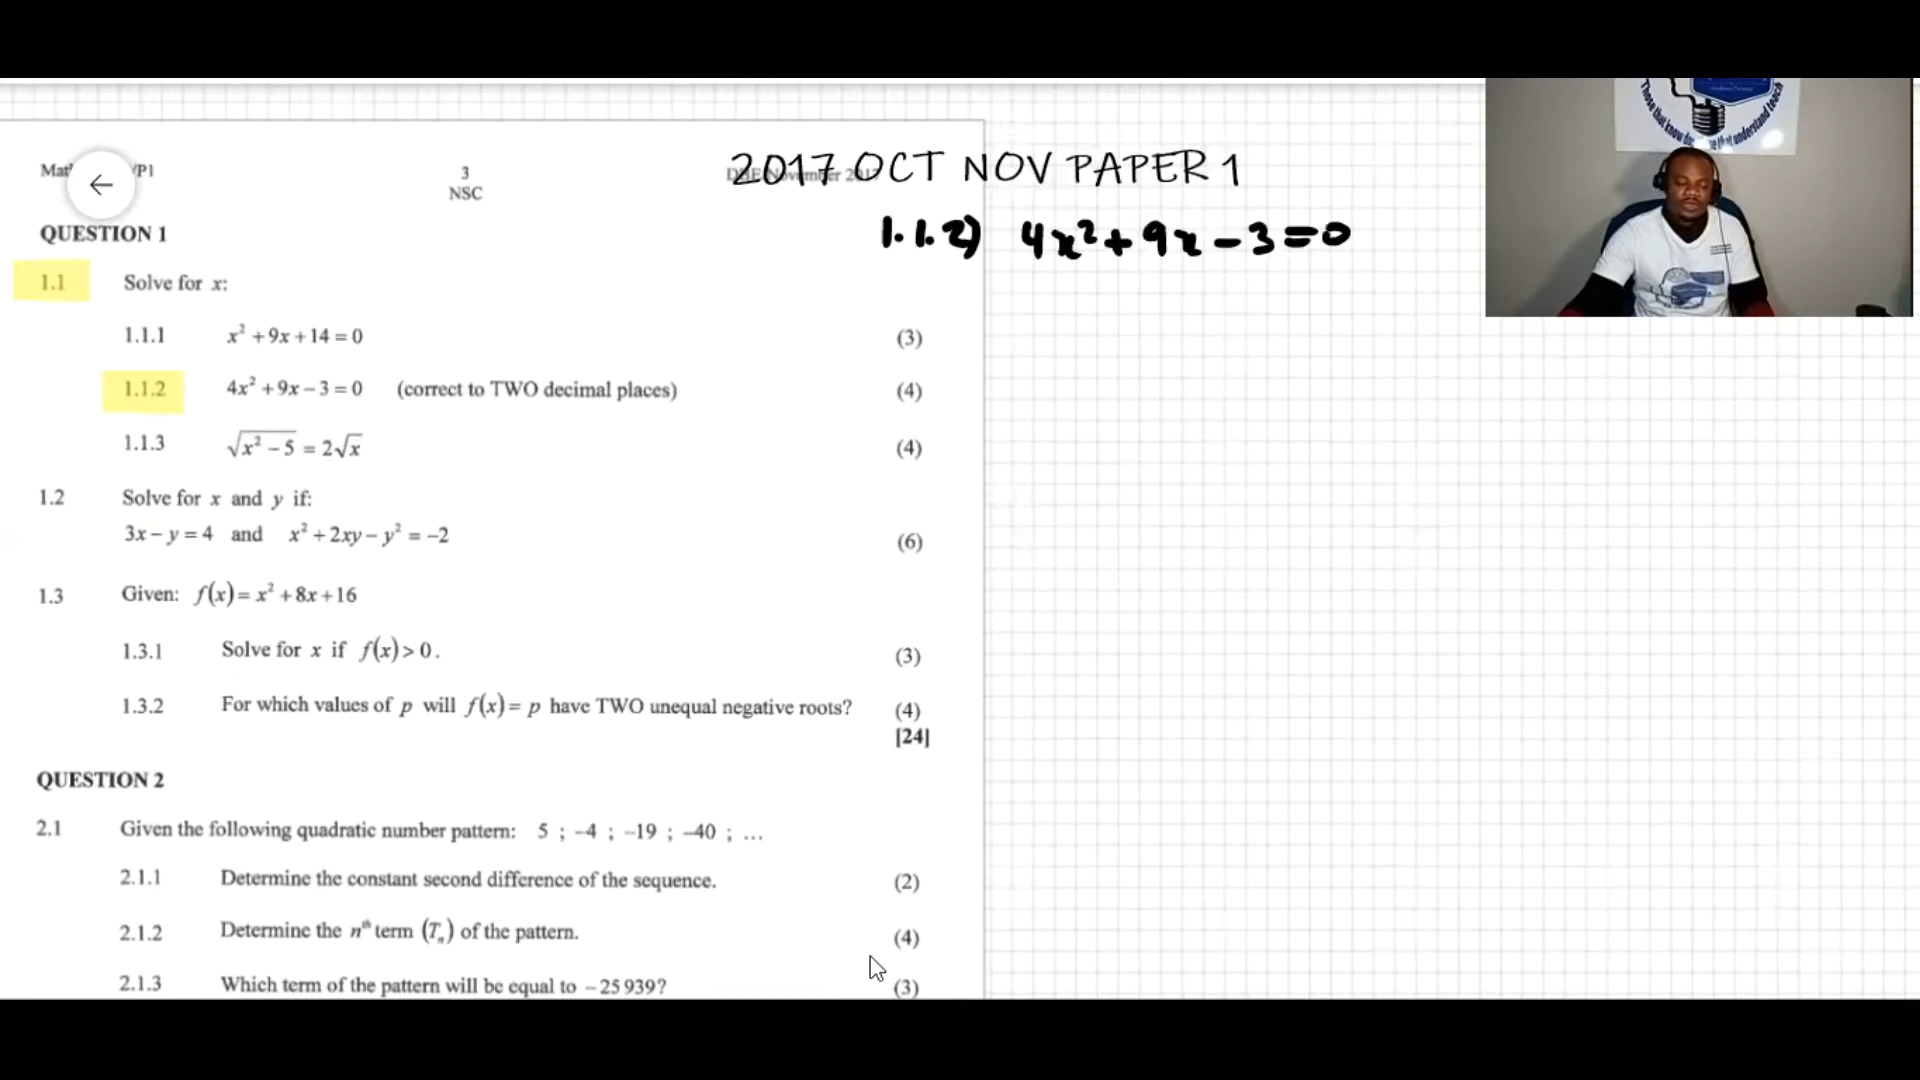 2017 OCT NOV PAPER 1
/P1
3
NSC
1.1.2) 4x² + 9x - 3 = 0
QUESTION 1
1.1 Solve for x:
1.1.1 x² + 9x + 14 = 0 (3)
1.1.2 4x² + 9x – 3 = 0 (correct to TWO decimal places) (4)
1.1.3 √(x² – 5) = 2√x (4)
1.2 Solve for x and y if:
3x – y = 4 and x² + 2xy – y² = –2 (6)
1.3 Given: f(x) = x² + 8x + 16
1.3.1 Solve for x if f(x) > 0. (3)
1.3.2 For which values of p will f(x) = p have TWO unequal negative roots? (4)
[24]
QUESTION 2
2.1 Given the following quadratic number pattern: 5 ; –4 ; –19 ; –40 ; ...
2.1.1 Determine the constant second difference of the sequence. (2)
2.1.2 Determine the nᵗʰ term (Tₙ) of the pattern. (4)
2.1.3 Which term of the pattern will be equal to – 25 939? (3)
Those that know do
that understand teach